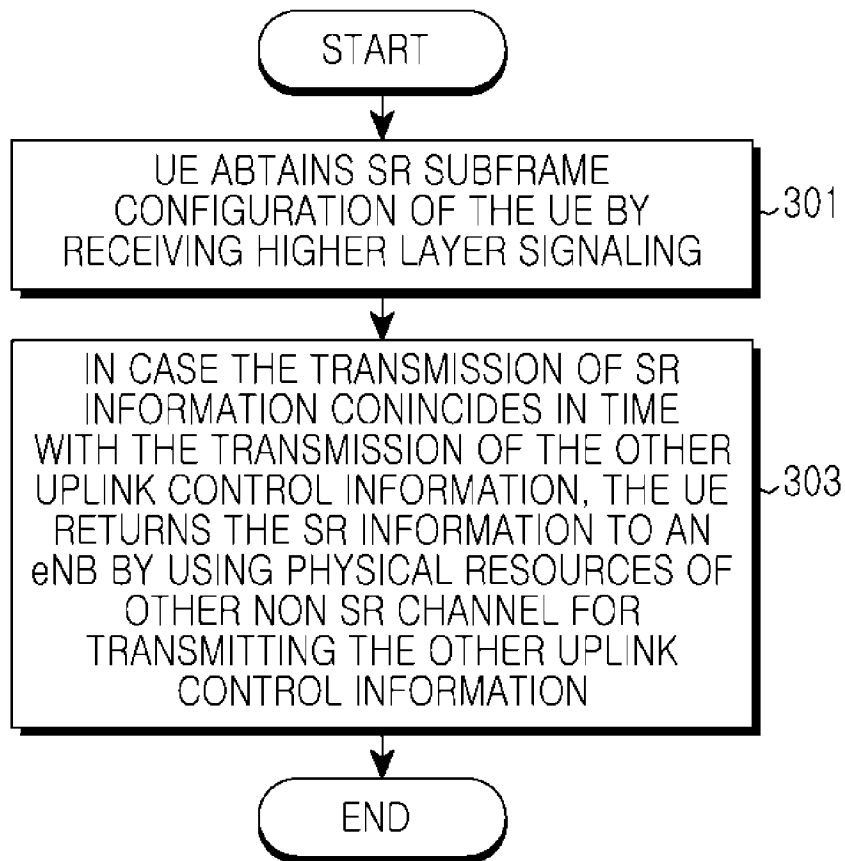 START
UE ABTAINS SR SUBFRAME
CONFIGURATION OF THE UE BY
RECEIVING HIGHER LAYER SIGNALING
301
IN CASE THE TRANSMISSION OF SR
INFORMATION CONINCIDES IN TIME
WITH THE TRANSMISSION OF THE OTHER
UPLINK CONTROL INFORMATION, THE UE
RETURNS THE SR INFORMATION TO AN
eNB BY USING PHYSICAL RESOURCES OF
OTHER NON SR CHANNEL FOR
TRANSMITTING THE OTHER UPLINK
CONTROL INFORMATION
303
END